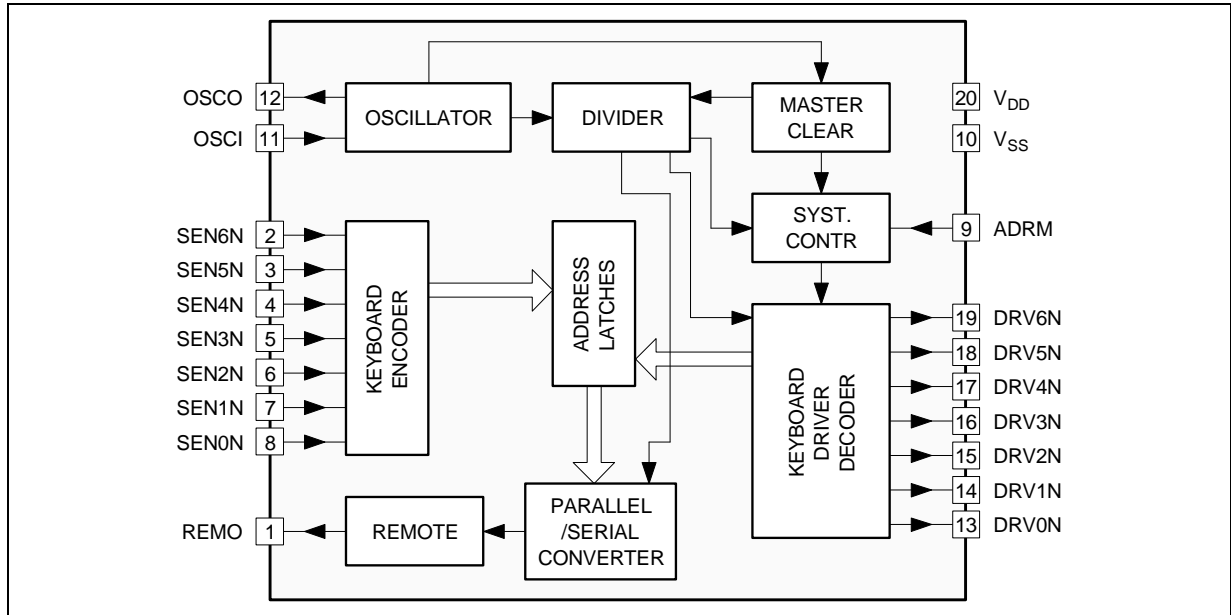 OSCO 12
OSCI 11
OSCILLATOR
DIVIDER
MASTER
CLEAR
20 VDD
10 VSS
SYST.
CONTR
9 ADRM
SEN6N 2
SEN5N 3
SEN4N 4
SEN3N 5
SEN2N 6
SEN1N 7
SEN0N 8
KEYBOARD
ENCODER
ADDRESS
LATCHES
KEYBOARD
DRIVER
DECODER
19 DRV6N
18 DRV5N
17 DRV4N
16 DRV3N
15 DRV2N
14 DRV1N
13 DRV0N
REMO 1
REMOTE
PARALLEL
/SERIAL
CONVERTER